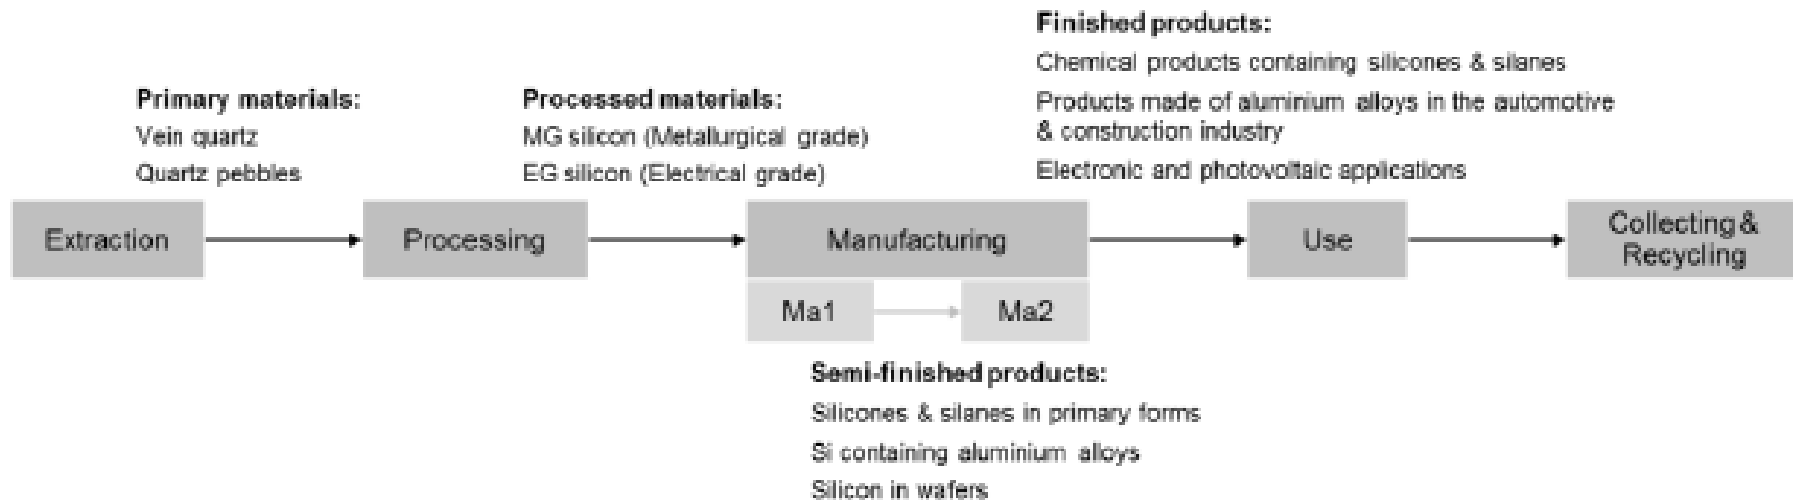 Finished products:
Chemical products containing silicones & silanes
Products made of aluminium alloys in the automotive
& construction industry
Electronic and photovoltaic applications
Primary materials:
Vein quartz
Quartz pebbles
Processed materials:
MG silicon (Metallurgical grade)
EG silicon (Electrical grade)
Extraction
Processing
Manufacturing
Use
Collecting &
Recycling
Ma1
Ma2
Semi-finished products:
Silicones & silanes in primary forms
Si containing aluminium alloys
Silicon in wafers